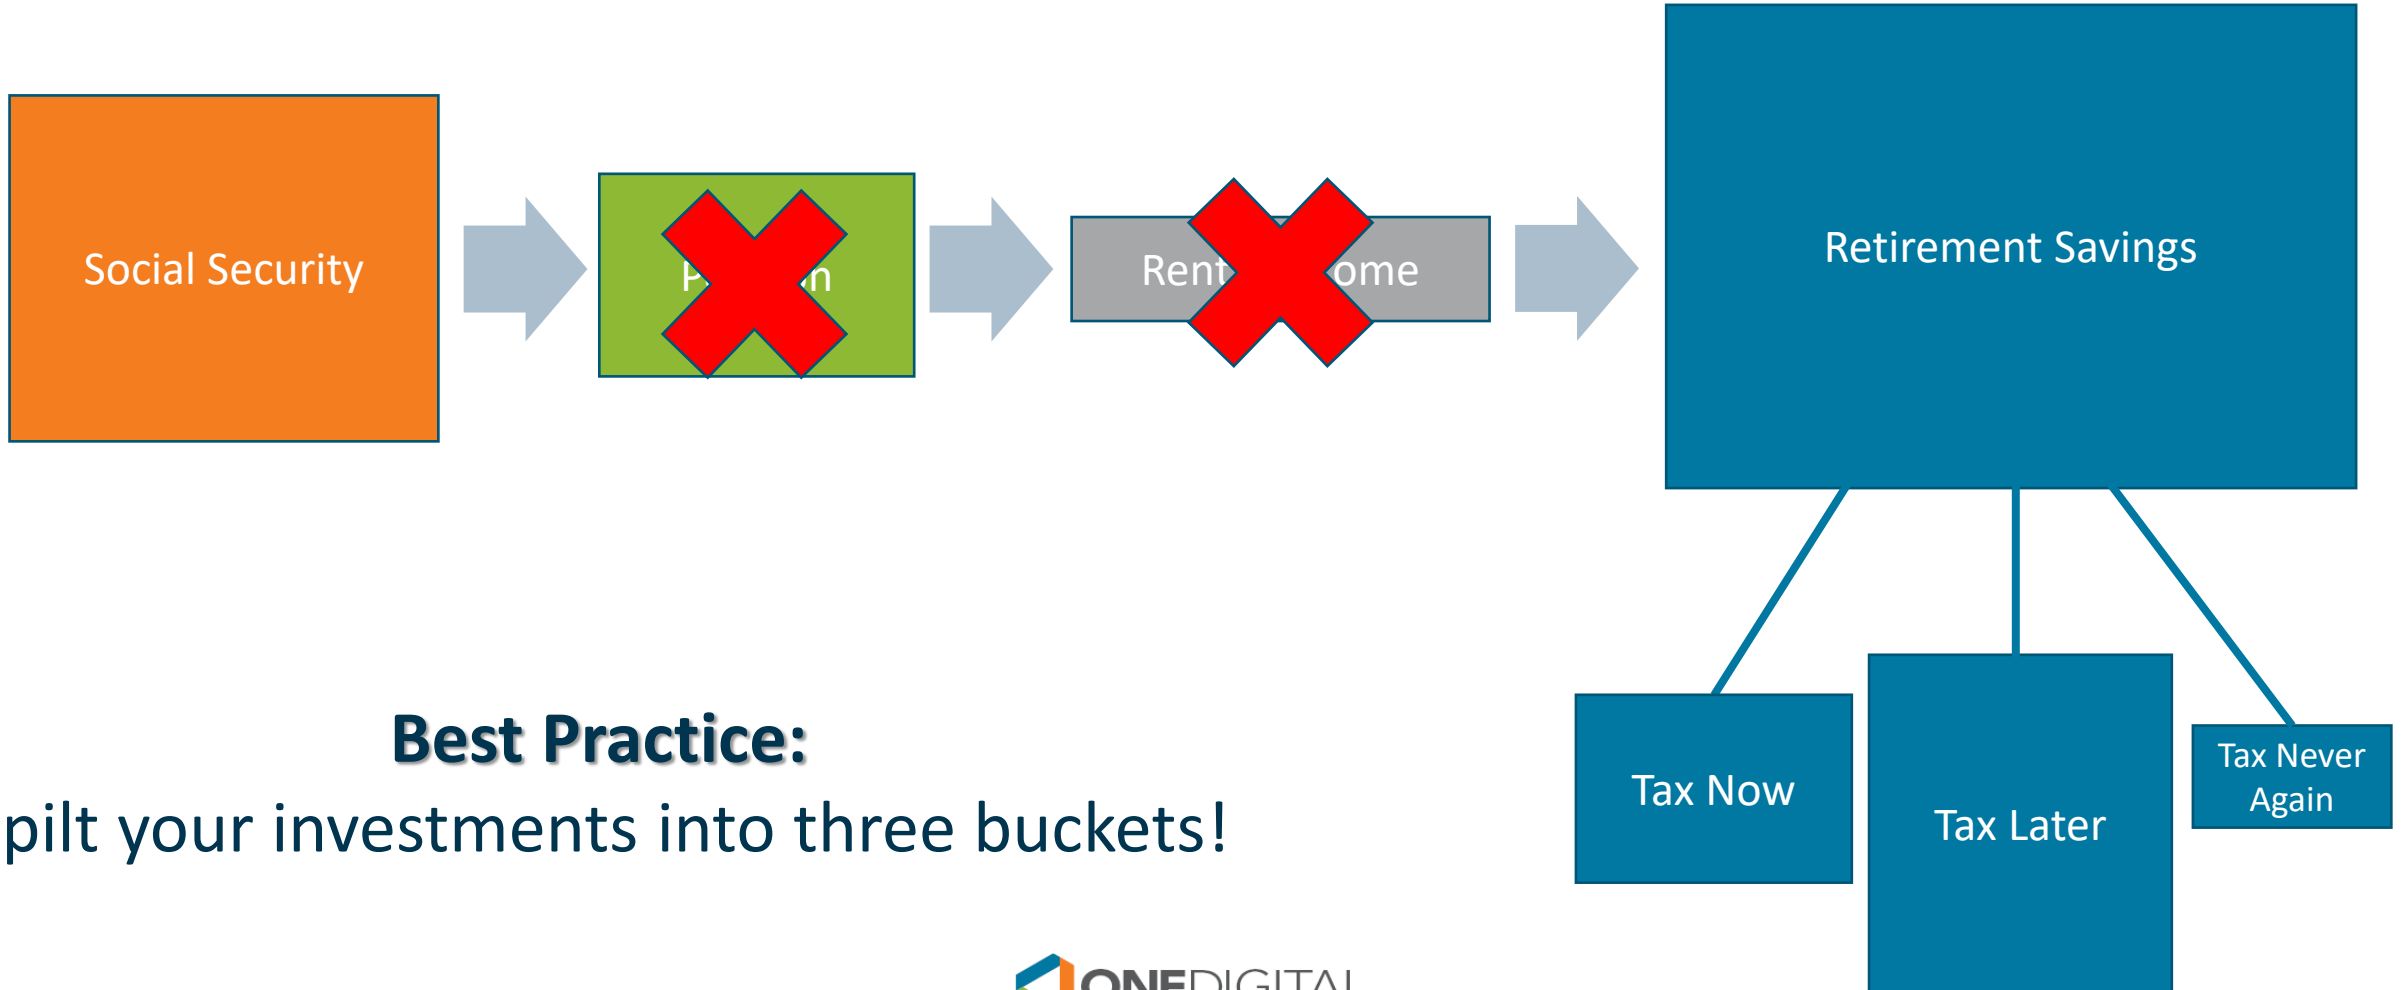 Social Security
Retirement Savings
Tax Now
Tax Later
Tax Never
Again
Best Practice:
pilt your investments into three buckets!
ONEDIGITAL